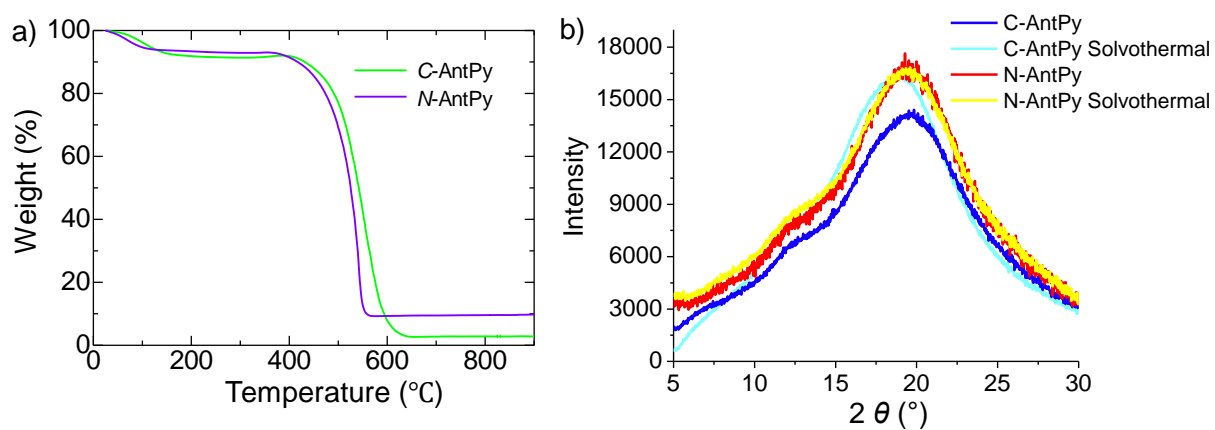 a)
Weight (%)
100
80
60
40
20
0
0 200 400 600 800
Temperature (℃)
C-AntPy
N-AntPy
b)
Intensity
18000
15000
12000
9000
6000
3000
0
5 10 15 20 25 30
2 θ (°)
C-AntPy
C-AntPy Solvothermal
N-AntPy
N-AntPy Solvothermal